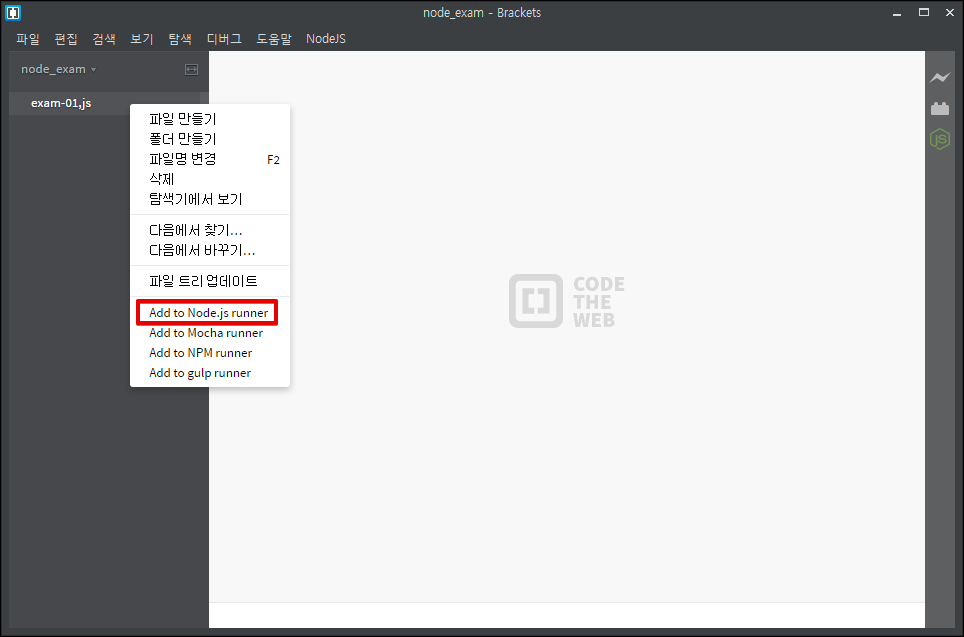 node_exam - Brackets
파일 편집 검색 보기 탐색 디버그 도움말 NodeJS
node_exam
exam-01.js
파일 만들기
폴더 만들기
파일명 변경 F2
삭제
탐색기에서 보기
다음에서 찾기...
다음에서 바꾸기...
파일 트리 업데이트
Add to Node.js runner
Add to Mocha runner
Add to NPM runner
Add to gulp runner
CODE
THE
WEB
JS